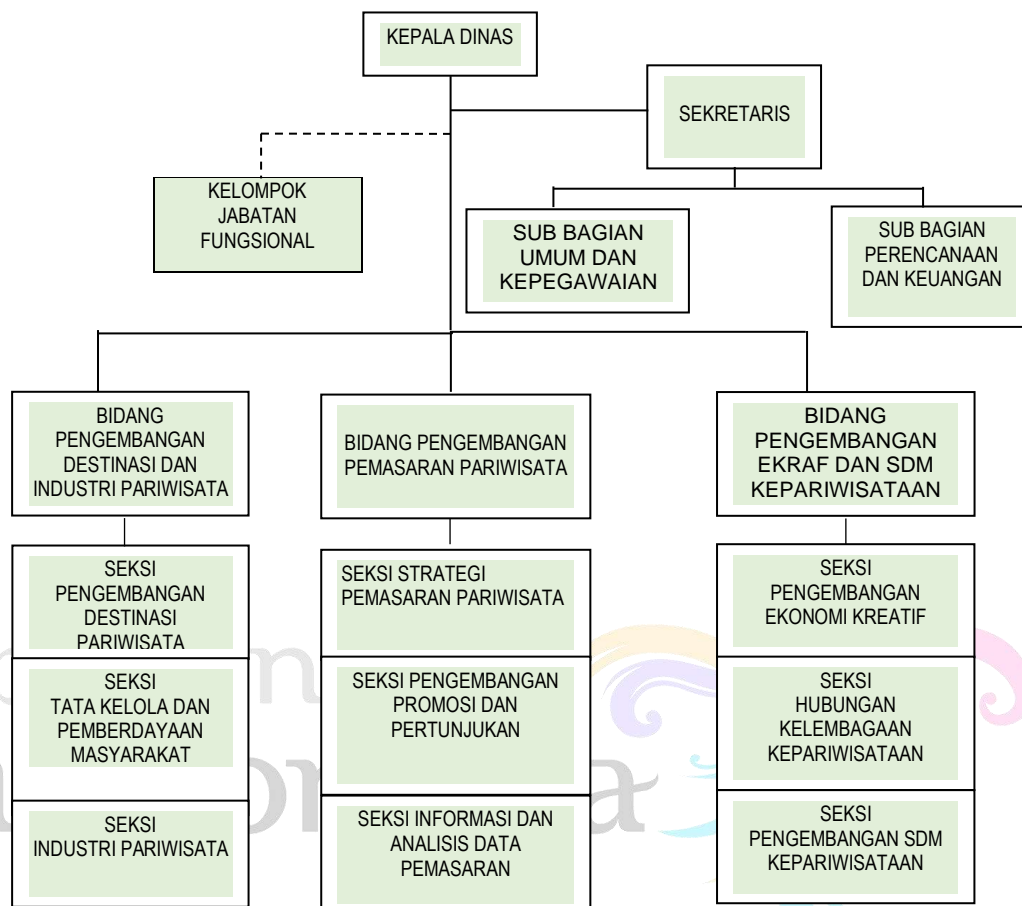 KEPALA DINAS
SEKRETARIS
KELOMPOK
JABATAN
FUNGSIONAL
SUB BAGIAN
UMUM DAN
KEPEGAWAIAN
SUB BAGIAN
PERENCANAAN
DAN KEUANGAN
BIDANG
PENGEMBANGAN
DESTINASI DAN
INDUSTRI PARIWISATA
BIDANG PENGEMBANGAN
PEMASARAN PARIWISATA
BIDANG
PENGEMBANGAN
EKRAF DAN SDM
KEPARIWISATAAN
SEKSI
PENGEMBANGAN
DESTINASI
PARIWISATA
SEKSI STRATEGI
PEMASARAN PARIWISATA
SEKSI
PENGEMBANGAN
EKONOMI KREATIF
SEKSI
TATA KELOLA DAN
PEMBERDAYAAN
MASYARAKAT
SEKSI PENGEMBANGAN
PROMOSI DAN
PERTUNJUKAN
SEKSI
HUBUNGAN
KELEMBAGAAN
KEPARIWISATAAN
SEKSI
INDUSTRI PARIWISATA
SEKSI INFORMASI DAN
ANALISIS DATA
PEMASARAN
SEKSI
PENGEMBANGAN SDM
KEPARIWISATAAN